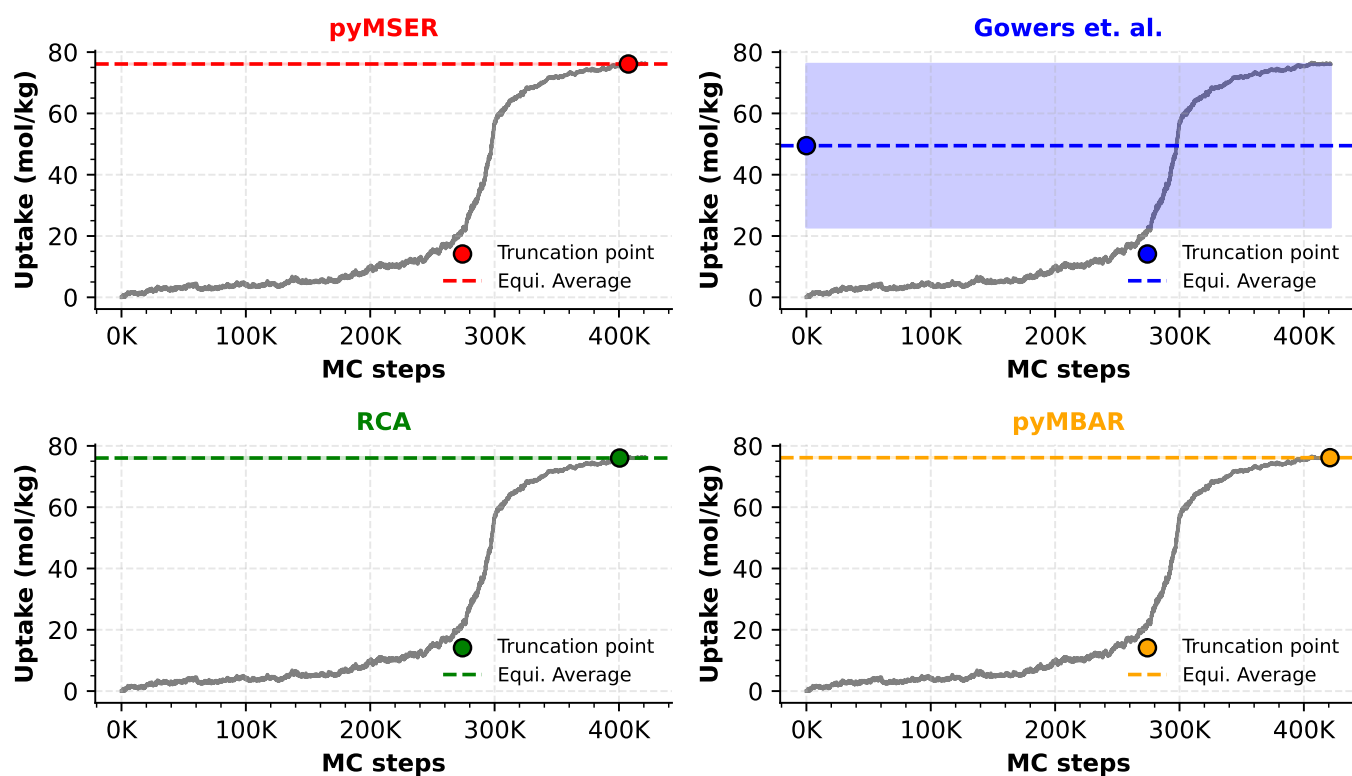 pyMSER
80
60
40
20
0
Uptake (mol/kg)
Truncation point
Equi. Average
0K 100K 200K 300K 400K
MC steps
Gowers et. al.
80
60
40
20
0
Uptake (mol/kg)
Truncation point
Equi. Average
0K 100K 200K 300K 400K
MC steps
RCA
80
60
40
20
0
Uptake (mol/kg)
Truncation point
Equi. Average
0K 100K 200K 300K 400K
MC steps
pyMBAR
80
60
40
20
0
Uptake (mol/kg)
Truncation point
Equi. Average
0K 100K 200K 300K 400K
MC steps